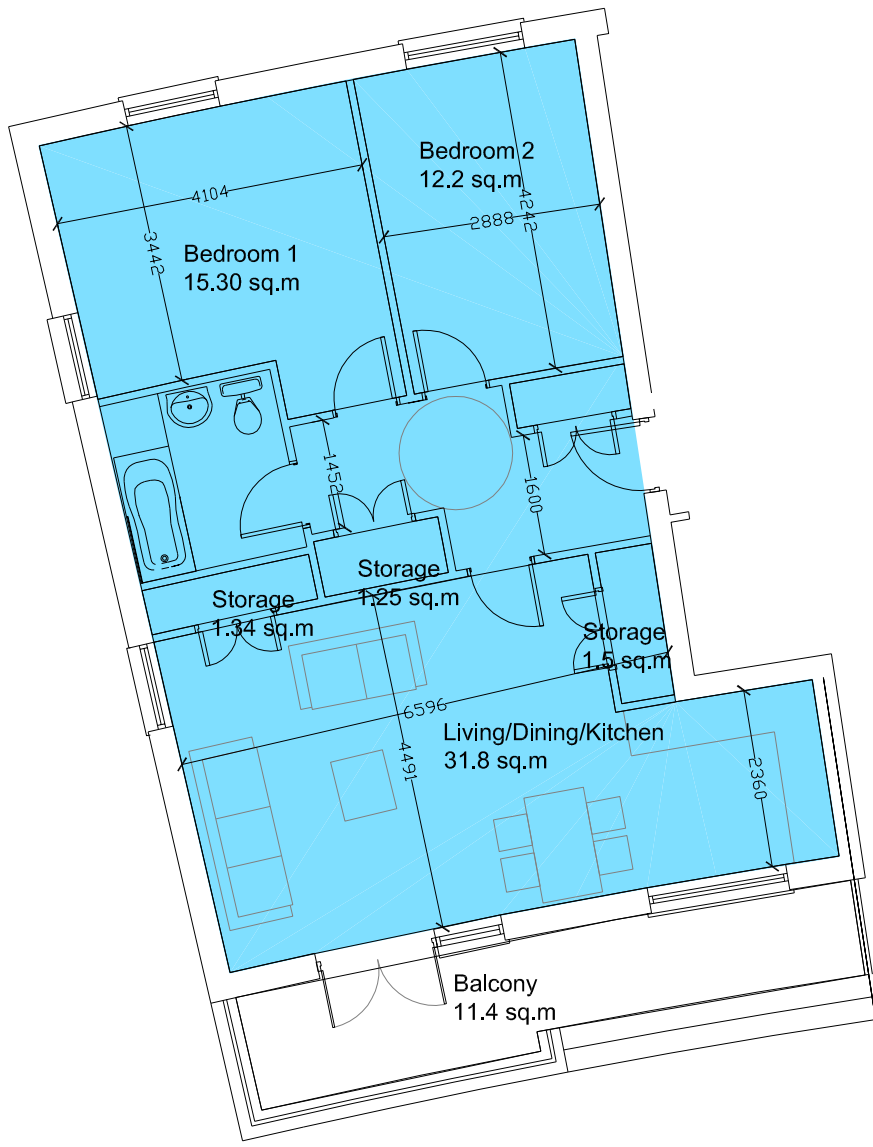 Bedroom 2
12.2 sq.m
4104
4242
2888
3442
Bedroom 1
15.30 sq.m
1452
1600
Storage
1.25 sq.m
Storage
1.34 sq.m
Storage
1.5 sq.m
6596
Living/Dining/Kitchen
31.8 sq.m
4491
2360
Balcony
11.4 sq.m